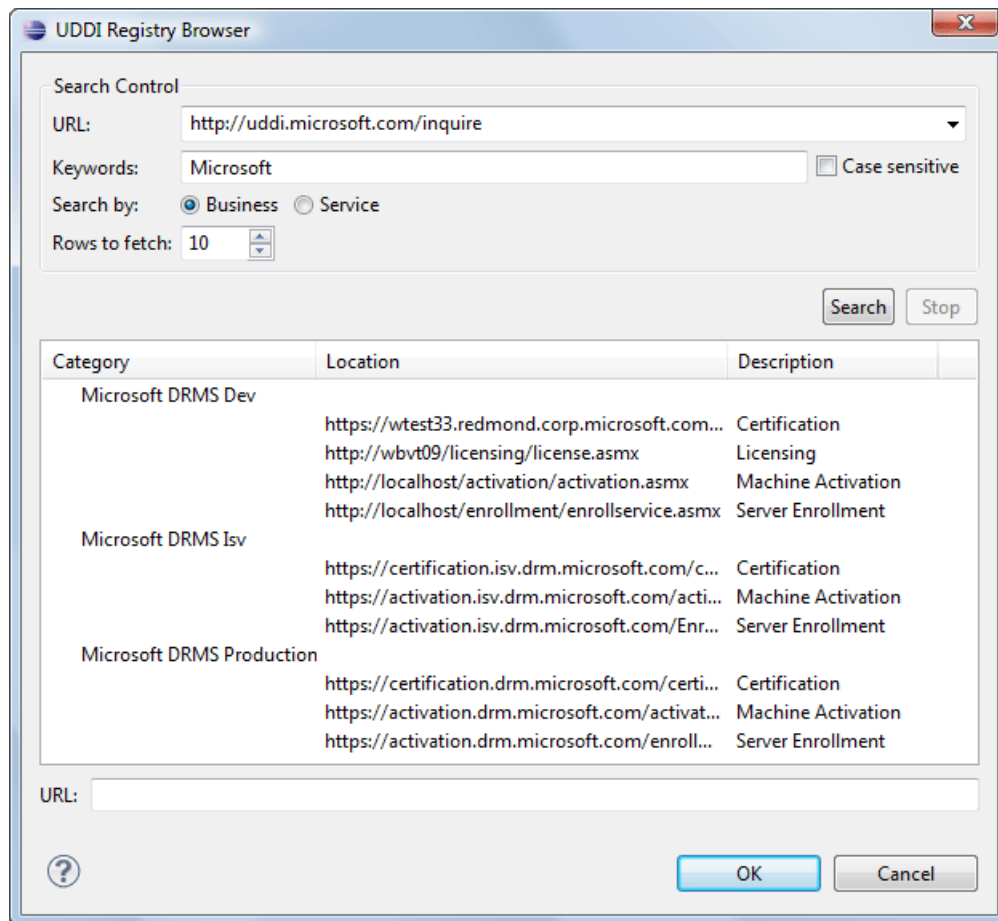 UDDI Registry Browser
Search Control
URL: http://uddi.microsoft.com/inquire
Keywords: Microsoft Case sensitive
Search by: Business Service
Rows to fetch: 10
Search Stop
Category Location Description
Microsoft DRMS Dev
https://wtest33.redmond.corp.microsoft.com... Certification
http://wbvt09/licensing/license.asmx Licensing
http://localhost/activation/activation.asmx Machine Activation
http://localhost/enrollment/enrollservice.asmx Server Enrollment
Microsoft DRMS Isv
https://certification.isv.drm.microsoft.com/c... Certification
https://activation.isv.drm.microsoft.com/acti... Machine Activation
https://activation.isv.drm.microsoft.com/Enr... Server Enrollment
Microsoft DRMS Production
https://certification.drm.microsoft.com/certi... Certification
https://activation.drm.microsoft.com/activat... Machine Activation
https://activation.drm.microsoft.com/enroll... Server Enrollment
URL:
? OK Cancel